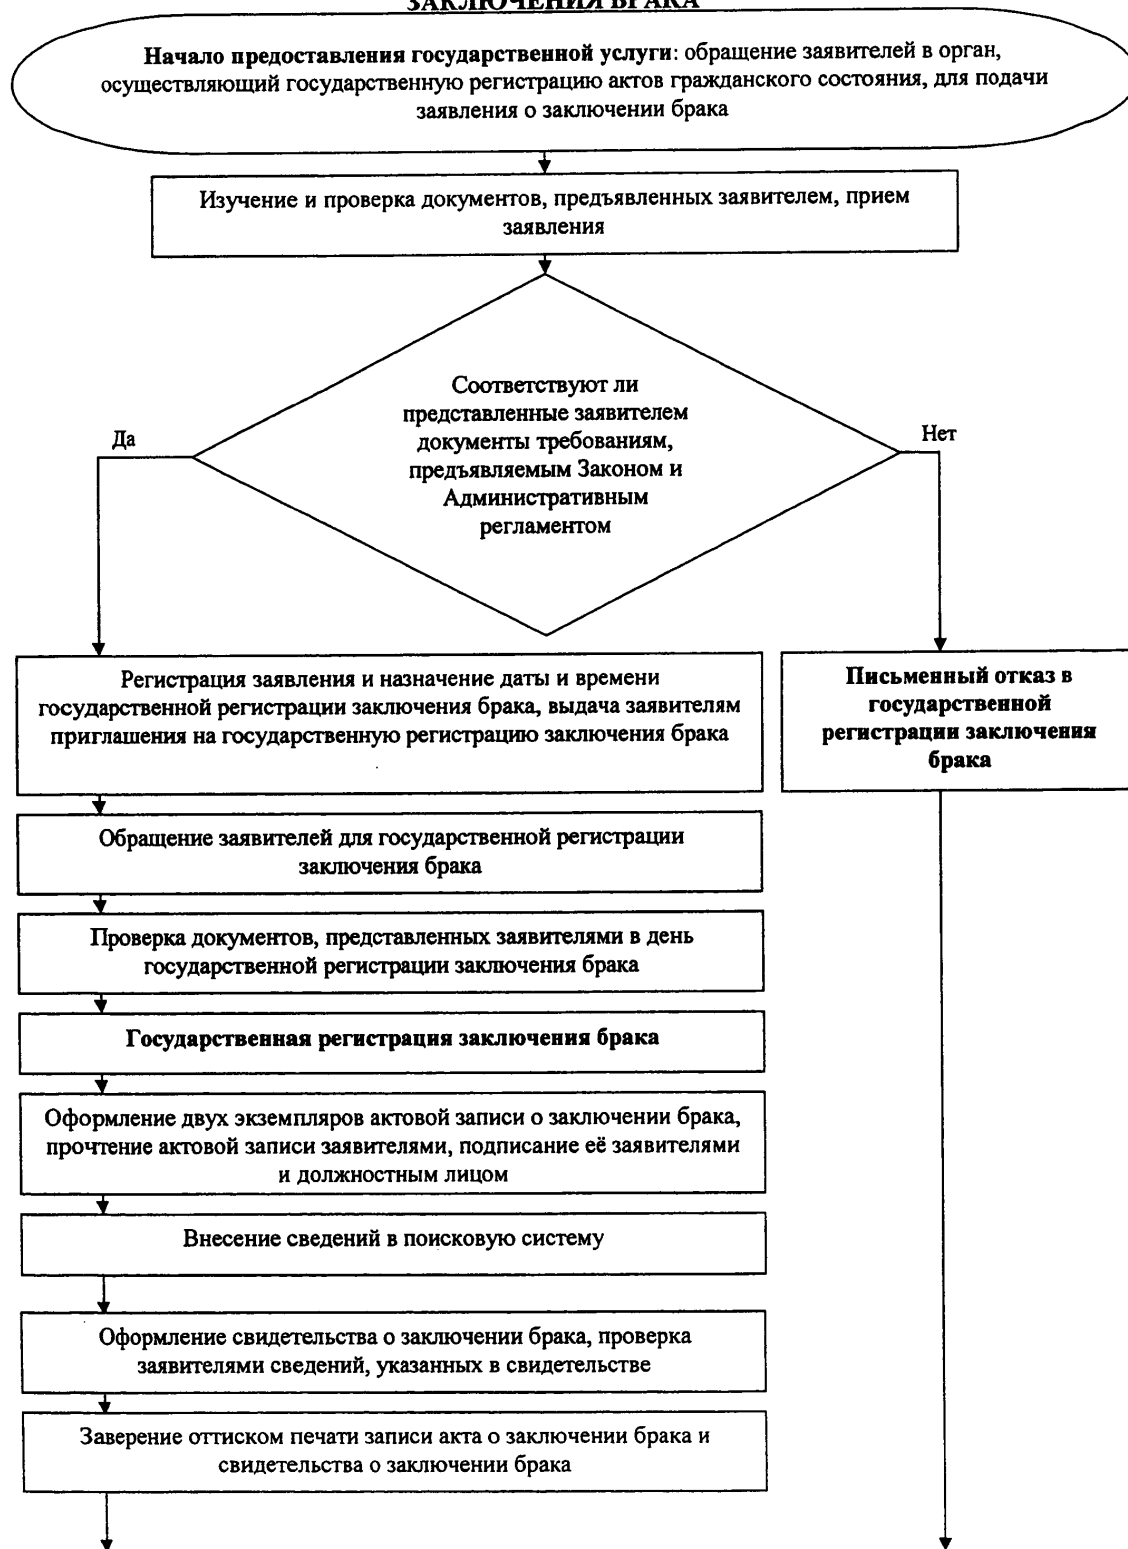 ЗАКЛЮЧЕНИЯ БРАКА
Начало предоставления государственной услуги: обращение заявителей в орган,
осуществляющий государственную регистрацию актов гражданского состояния, для подачи
заявления о заключении брака
Изучение и проверка документов, предъявленных заявителем, прием
заявления
Соответствуют ли
представленные заявителем
документы требованиям,
предъявляемым Законом и
Административным
регламентом
Да
Нет
Регистрация заявления и назначение даты и времени
государственной регистрации заключения брака, выдача заявителям
приглашения на государственную регистрацию заключения брака
Письменный отказ в
государственной
регистрации заключения
брака
Обращение заявителей для государственной регистрации
заключения брака
Проверка документов, представленных заявителями в день
государственной регистрации заключения брака
Государственная регистрация заключения брака
Оформление двух экземпляров актовой записи о заключении брака,
прочтение актовой записи заявителями, подписание её заявителями
и должностным лицом
Внесение сведений в поисковую систему
Оформление свидетельства о заключении брака, проверка
заявителями сведений, указанных в свидетельстве
Заверение оттиском печати записи акта о заключении брака и
свидетельства о заключении брака